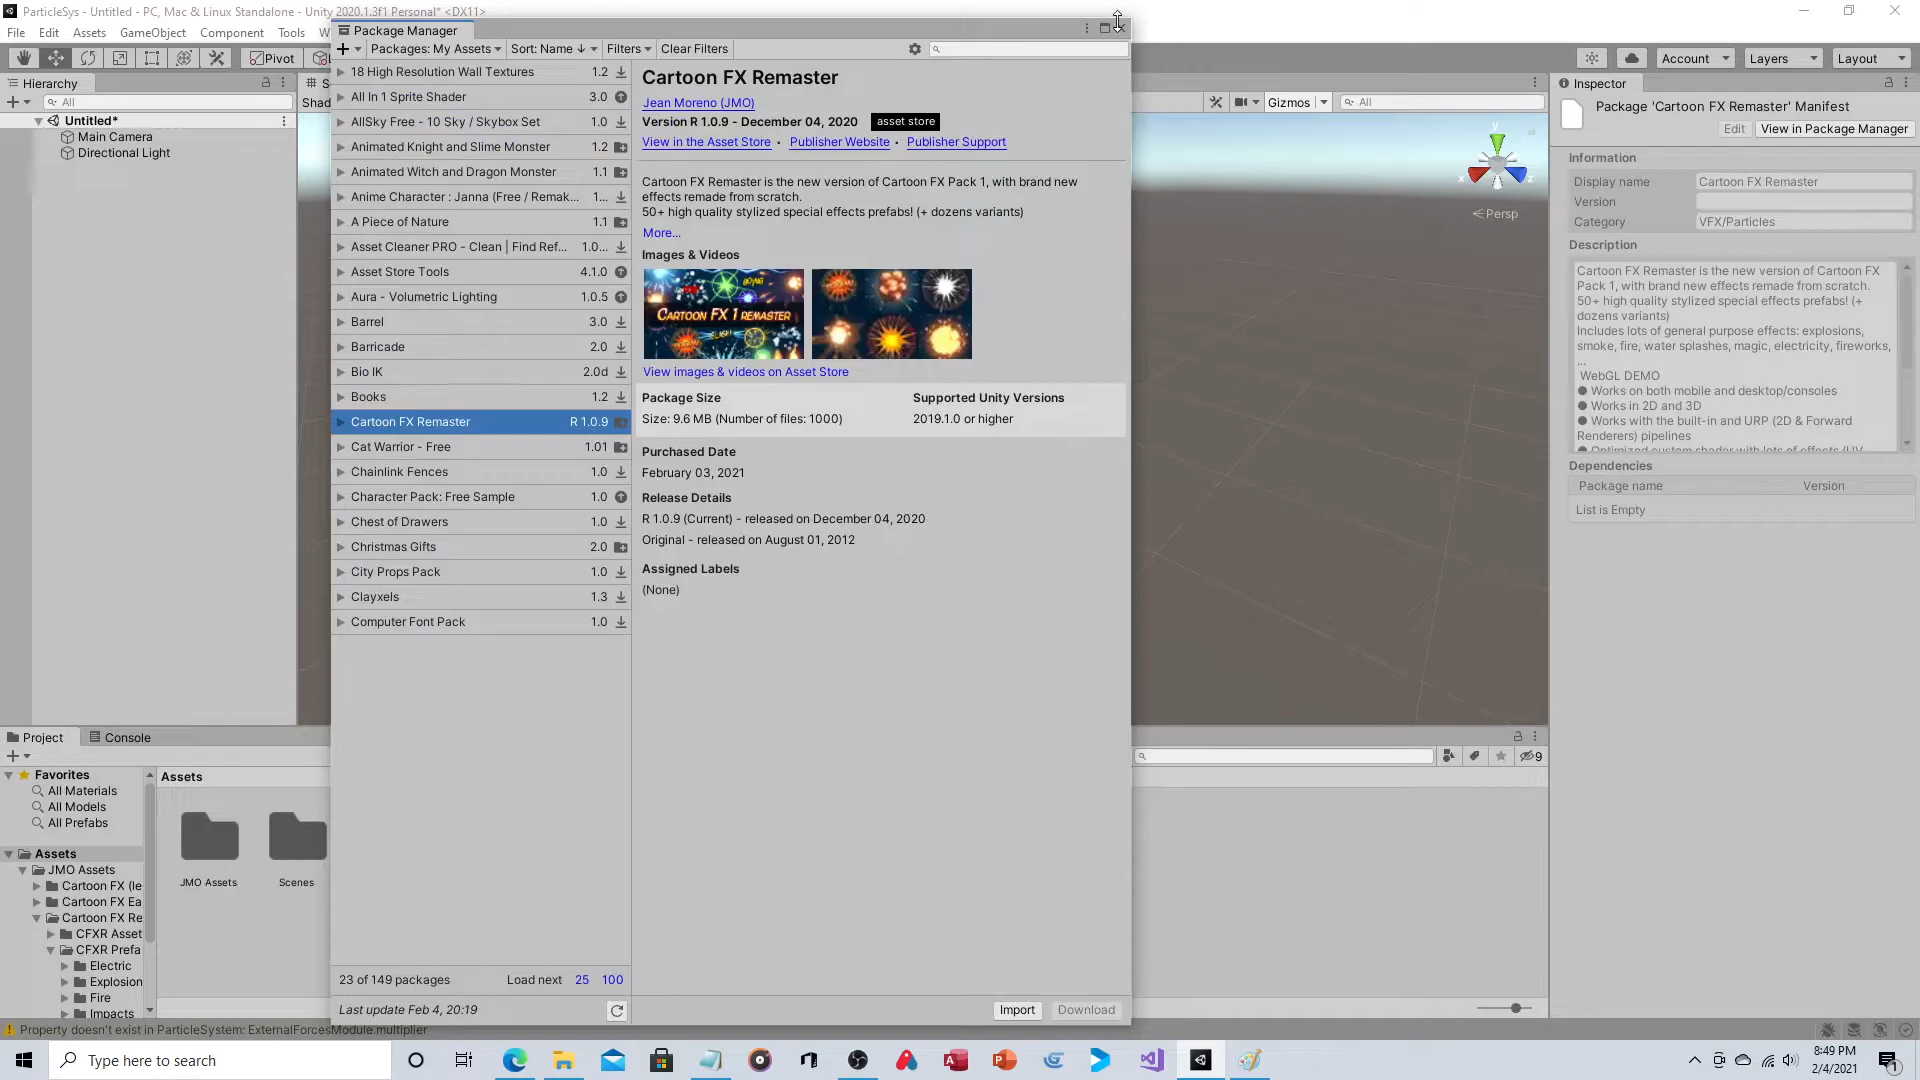 ParticleSys - Untitled - PC, Mac & Linux Standalone - Unity 2020.1.3f1 Personal* <DX11>
File Edit Assets GameObject Component Tools W
Package Manager
Packages: My Assets Sort: Name ↓ Filters Clear Filters
Pivot
Account Layers Layout
Hierarchy
All
Untitled*
Main Camera
Directional Light
S
Shad
Gizmos
All
Persp
y
x
z
18 High Resolution Wall Textures 1.2
All In 1 Sprite Shader 3.0
AllSky Free - 10 Sky / Skybox Set 1.0
Animated Knight and Slime Monster 1.2
Animated Witch and Dragon Monster 1.1
Anime Character : Janna (Free / Remak... 1...
A Piece of Nature 1.1
Asset Cleaner PRO - Clean | Find Ref... 1.0...
Asset Store Tools 4.1.0
Aura - Volumetric Lighting 1.0.5
Barrel 3.0
Barricade 2.0
Bio IK 2.0d
Books 1.2
Cartoon FX Remaster R 1.0.9
Cat Warrior - Free 1.01
Chainlink Fences 1.0
Character Pack: Free Sample 1.0
Chest of Drawers 1.0
Christmas Gifts 2.0
City Props Pack 1.0
Clayxels 1.3
Computer Font Pack 1.0
23 of 149 packages Load next 25 100
Last update Feb 4, 20:19
Cartoon FX Remaster
Jean Moreno (JMO)
Version R 1.0.9 - December 04, 2020 asset store
View in the Asset Store • Publisher Website • Publisher Support
Cartoon FX Remaster is the new version of Cartoon FX Pack 1, with brand new
effects remade from scratch.
50+ high quality stylized special effects prefabs! (+ dozens variants)
More...
Images & Videos
BOING
CARTOON FX 1 REMASTER
View images & videos on Asset Store
Package Size Supported Unity Versions
Size: 9.6 MB (Number of files: 1000) 2019.1.0 or higher
Purchased Date
February 03, 2021
Release Details
R 1.0.9 (Current) - released on December 04, 2020
Original - released on August 01, 2012
Assigned Labels
(None)
Import Download
Inspector
Package 'Cartoon FX Remaster' Manifest
Edit View in Package Manager
Information
Display name Cartoon FX Remaster
Version
Category VFX/Particles
Description
Cartoon FX Remaster is the new version of Cartoon FX
Pack 1, with brand new effects remade from scratch.
50+ high quality stylized special effects prefabs! (+
dozens variants)
Includes lots of general purpose effects: explosions,
smoke, fire, water splashes, magic, electricity, fireworks,
...
WebGL DEMO
● Works on both mobile and desktop/consoles
● Works in 2D and 3D
● Works with the built-in and URP (2D & Forward
Renderers) pipelines
● Optimized custom shader with lots of effects (UV
Dependencies
Package name Version
List is Empty
Project Console
9
Favorites
All Materials
All Models
All Prefabs
Assets
JMO Assets
Cartoon FX (le
Cartoon FX Ea
Cartoon FX Re
CFXR Asset
CFXR Prefa
Electric
Explosion
Fire
Impacts
Assets
JMO Assets Scenes
Property doesn't exist in ParticleSystem: ExternalForcesModule.multiplier
Type here to search
8:49 PM
2/4/2021
1